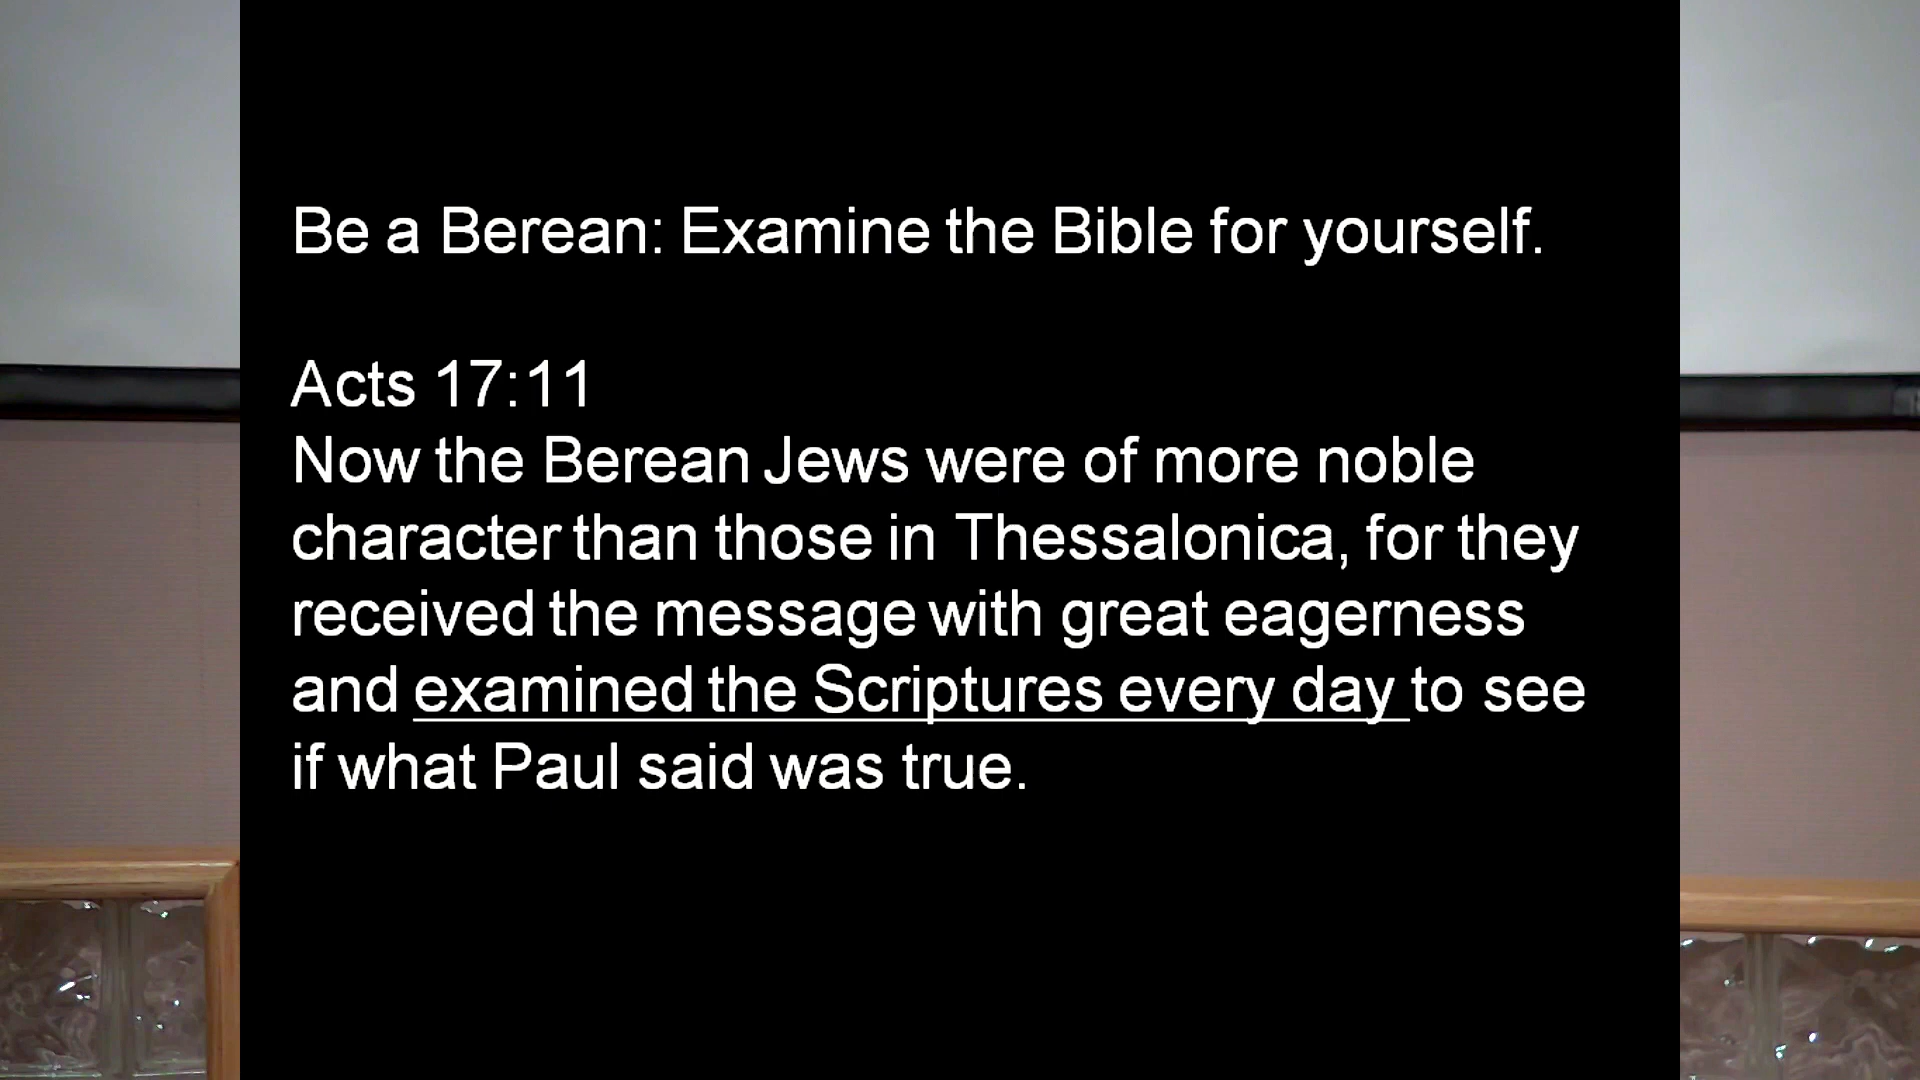 Be a Berean: Examine the Bible for yourself.
Acts 17:11
Now the Berean Jews were of more noble
character than those in Thessalonica, for they
received the message with great eagerness
and examined the Scriptures every day to see
if what Paul said was true.